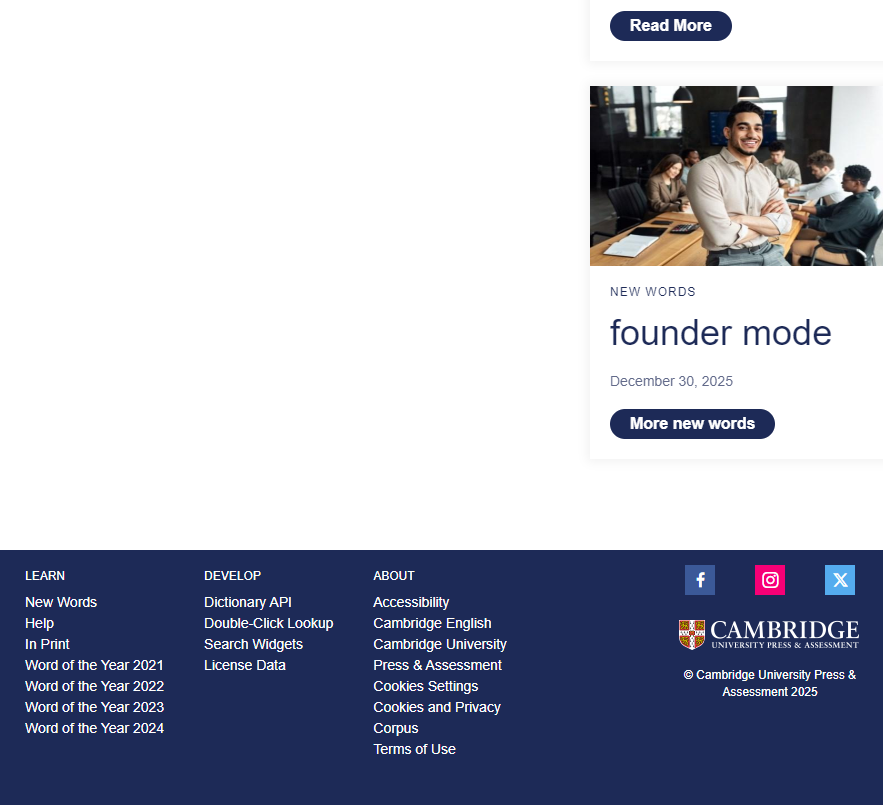 Read More
NEW WORDS
founder mode
December 30, 2025
More new words
LEARN
New Words
Help
In Print
Word of the Year 2021
Word of the Year 2022
Word of the Year 2023
Word of the Year 2024
DEVELOP
Dictionary API
Double-Click Lookup
Search Widgets
License Data
ABOUT
Accessibility
Cambridge English
Cambridge University
Press & Assessment
Cookies Settings
Cookies and Privacy
Corpus
Terms of Use
CAMBRIDGE
UNIVERSITY PRESS & ASSESSMENT
© Cambridge University Press &
Assessment 2025